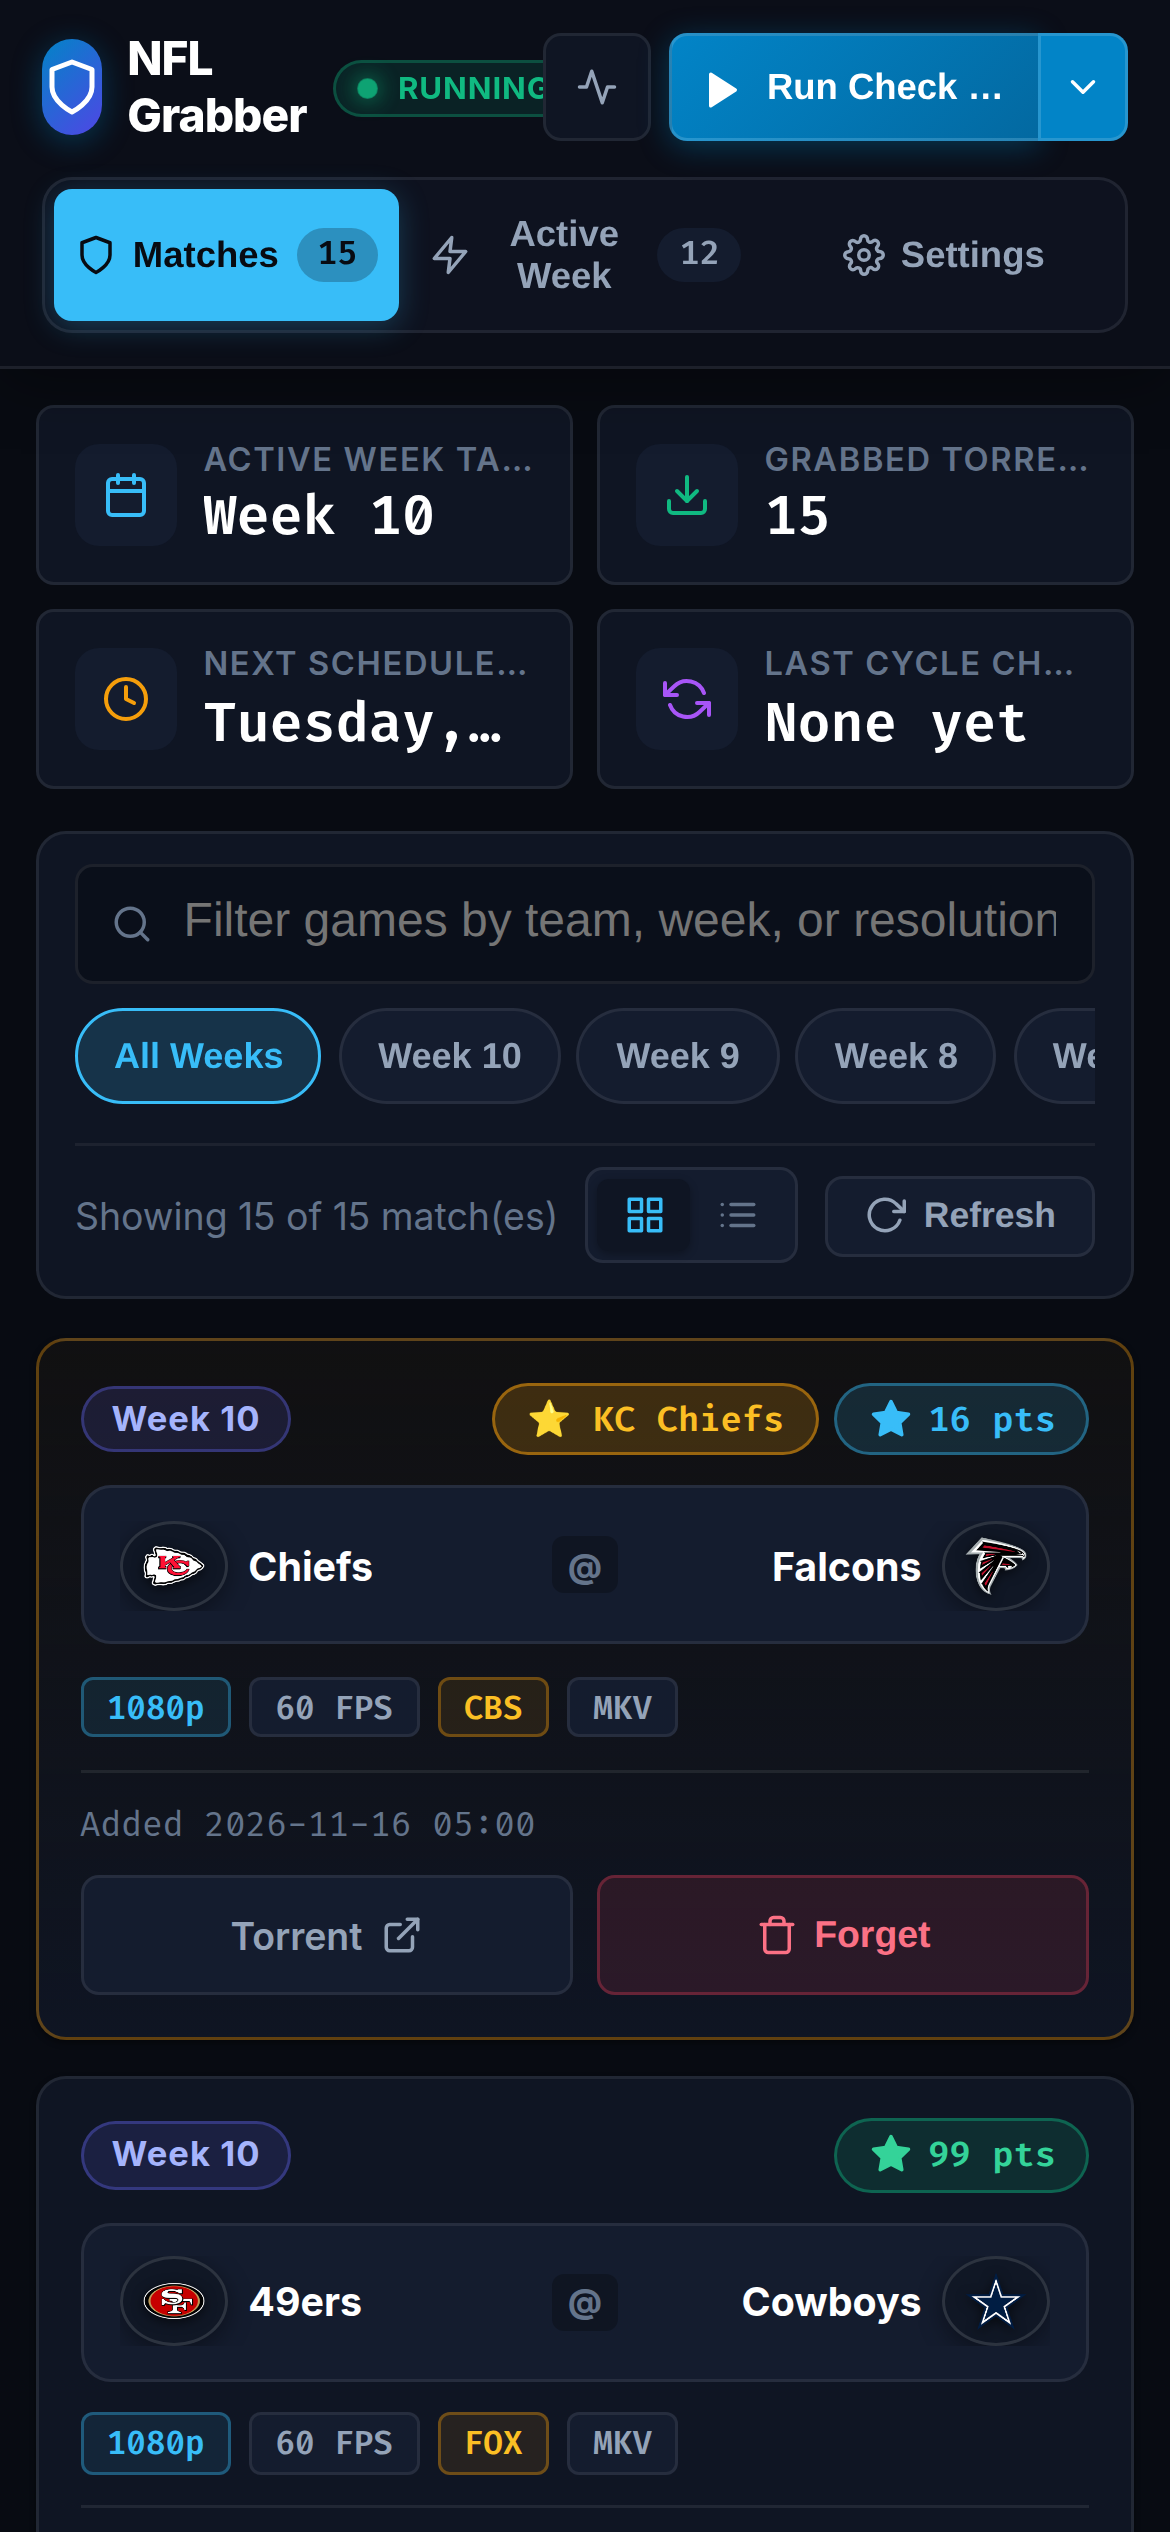 NFL
Grabber
RUNNING
Run Check ...
Matches 15
Active
Week
12
Settings
ACTIVE WEEK TA...
Week 10
GRABBED TORRE...
15
NEXT SCHEDULE...
Tuesday,...
LAST CYCLE CH...
None yet
Filter games by team, week, or resolution
All Weeks
Week 10
Week 9
Week 8
We
Showing 15 of 15 match(es)
Refresh
Week 10
KC Chiefs
16 pts
KC
Chiefs
@
Falcons
1080p
60 FPS
CBS
MKV
Added 2026-11-16 05:00
Torrent
Forget
Week 10
99 pts
SF
49ers
@
Cowboys
1080p
60 FPS
FOX
MKV